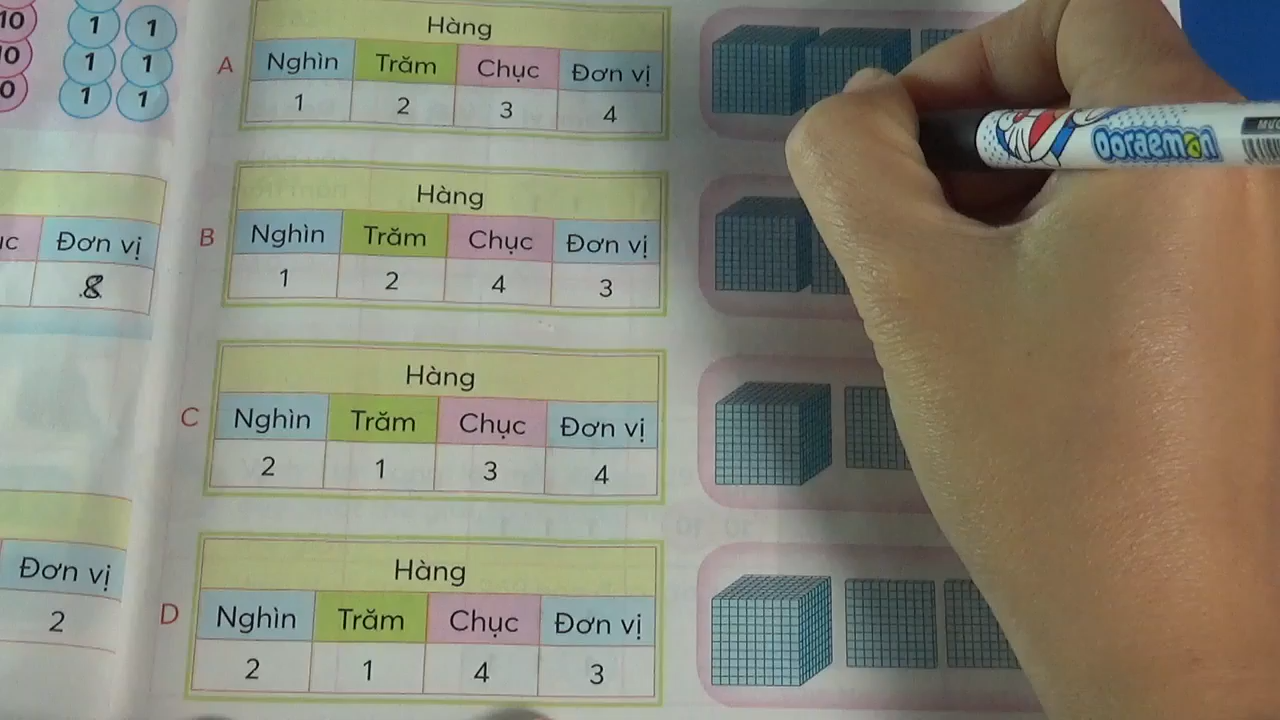 10 1 1
10 1 1
0 1 1
Đơn vị
8
Đơn vị
2
A
Hàng
Nghìn Trăm Chục Đơn vị
1 2 3 4
B
Hàng
Nghìn Trăm Chục Đơn vị
1 2 4 3
C
Hàng
Nghìn Trăm Chục Đơn vị
2 1 3 4
D
Hàng
Nghìn Trăm Chục Đơn vị
2 1 4 3
Doraemon